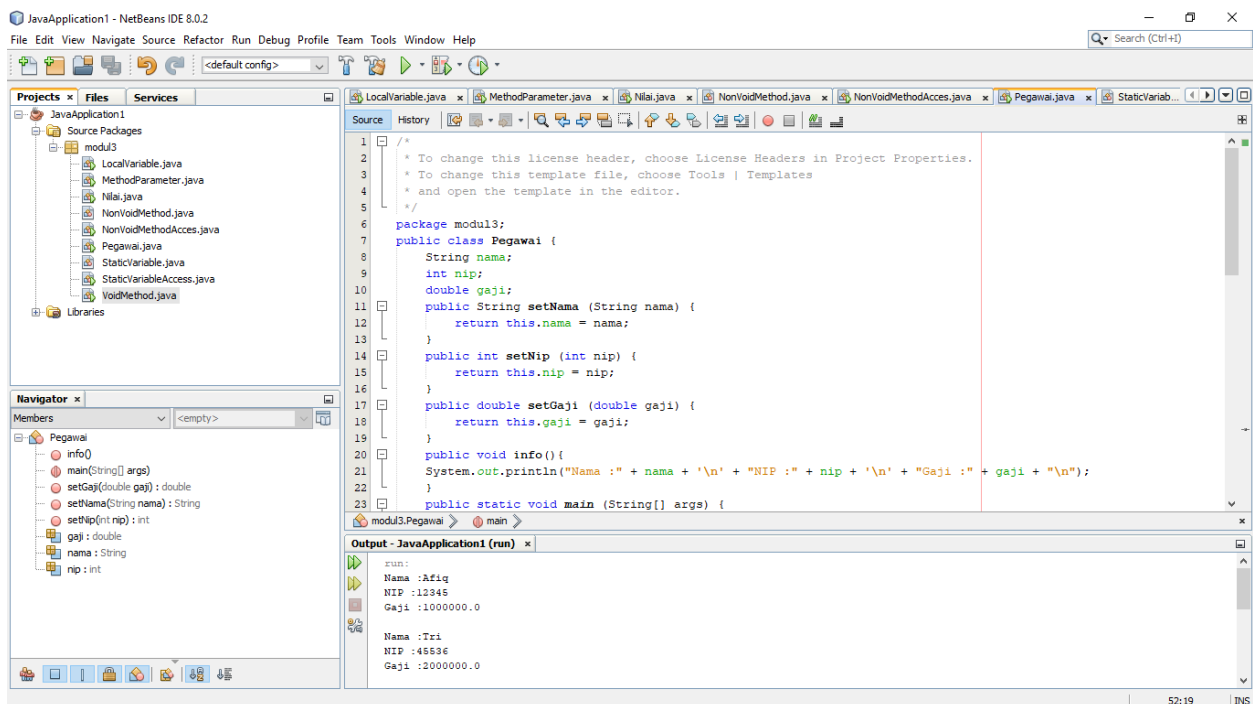 JavaApplication1 - NetBeans IDE 8.0.2
File Edit View Navigate Source Refactor Run Debug Profile Team Tools Window Help
Search (Ctrl+I)
<default config>
Projects Files Services
JavaApplication1
Source Packages
modul3
LocalVariable.java
MethodParameter.java
Nilai.java
NonVoidMethod.java
NonVoidMethodAcces.java
Pegawai.java
StaticVariable.java
StaticVariableAccess.java
VoidMethod.java
Libraries
Navigator
Members <empty>
Pegawai
info()
main(String[] args)
setGaji(double gaji) : double
setNama(String nama) : String
setNip(int nip) : int
gaji : double
nama : String
nip : int
LocalVariable.java MethodParameter.java Nilai.java NonVoidMethod.java NonVoidMethodAcces.java Pegawai.java StaticVariab...
Source History
1 /*
2 * To change this license header, choose License Headers in Project Properties.
3 * To change this template file, choose Tools | Templates
4 * and open the template in the editor.
5 */
6 package modul3;
7 public class Pegawai {
8 String nama;
9 int nip;
10 double gaji;
11 public String setNama (String nama) {
12 return this.nama = nama;
13 }
14 public int setNip (int nip) {
15 return this.nip = nip;
16 }
17 public double setGaji (double gaji) {
18 return this.gaji = gaji;
19 }
20 public void info(){
21 System.out.println("Nama :" + nama + '\n' + "NIP :" + nip + '\n' + "Gaji :" + gaji + "\n");
22 }
23 public static void main (String[] args) {
modul3.Pegawai main
Output - JavaApplication1 (run)
run:
Nama :Afiq
NIP :12345
Gaji :1000000.0
Nama :Tri
NIP :45536
Gaji :2000000.0
52:19 INS